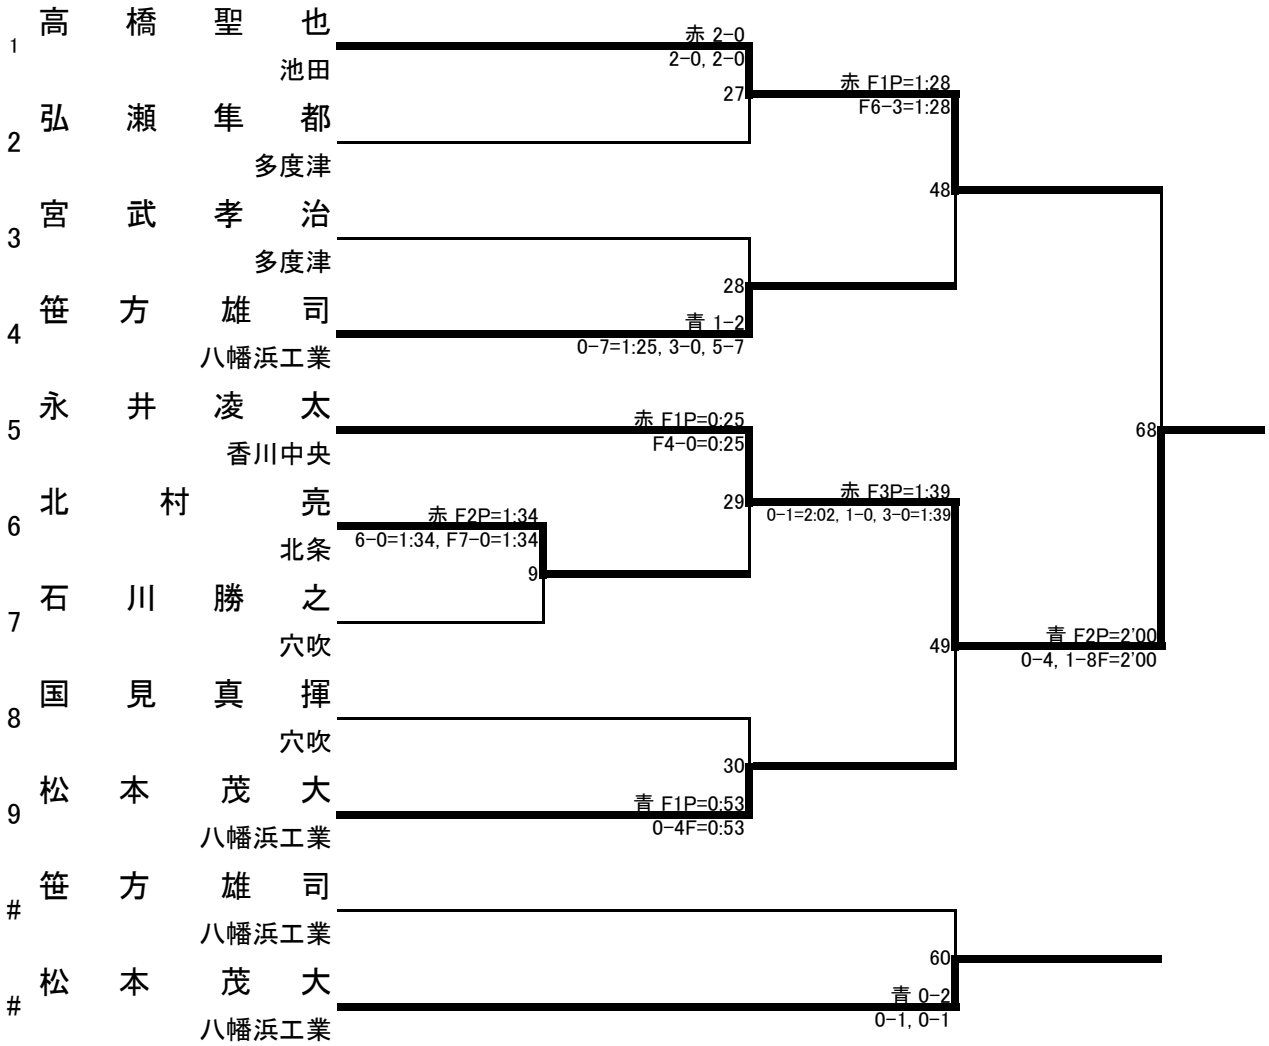 1 高橋聖也
池田
赤 2-0
2-0, 2-0
27
赤 F1P=1:28
F6-3=1:28
2 弘瀬隼都
多度津
48
3 宮武孝治
多度津
28
4 笹方雄司
八幡浜工業
青 1-2
0-7=1:25, 3-0, 5-7
5 永井凌太
香川中央
赤 F1P=0:25
F4-0=0:25
68
29
赤 F3P=1:39
0-1=2:02, 1-0, 3-0=1:39
6 北村亮
北条
赤 F2P=1:34
6-0=1:34, F7-0=1:34
9
7 石川勝之
穴吹
49
青 F2P=2'00
0-4, 1-8F=2'00
8 国見真揮
穴吹
30
9 松本茂大
八幡浜工業
青 F1P=0:53
0-4F=0:53
# 笹方雄司
八幡浜工業
60
# 松本茂大
八幡浜工業
青 0-2
0-1, 0-1